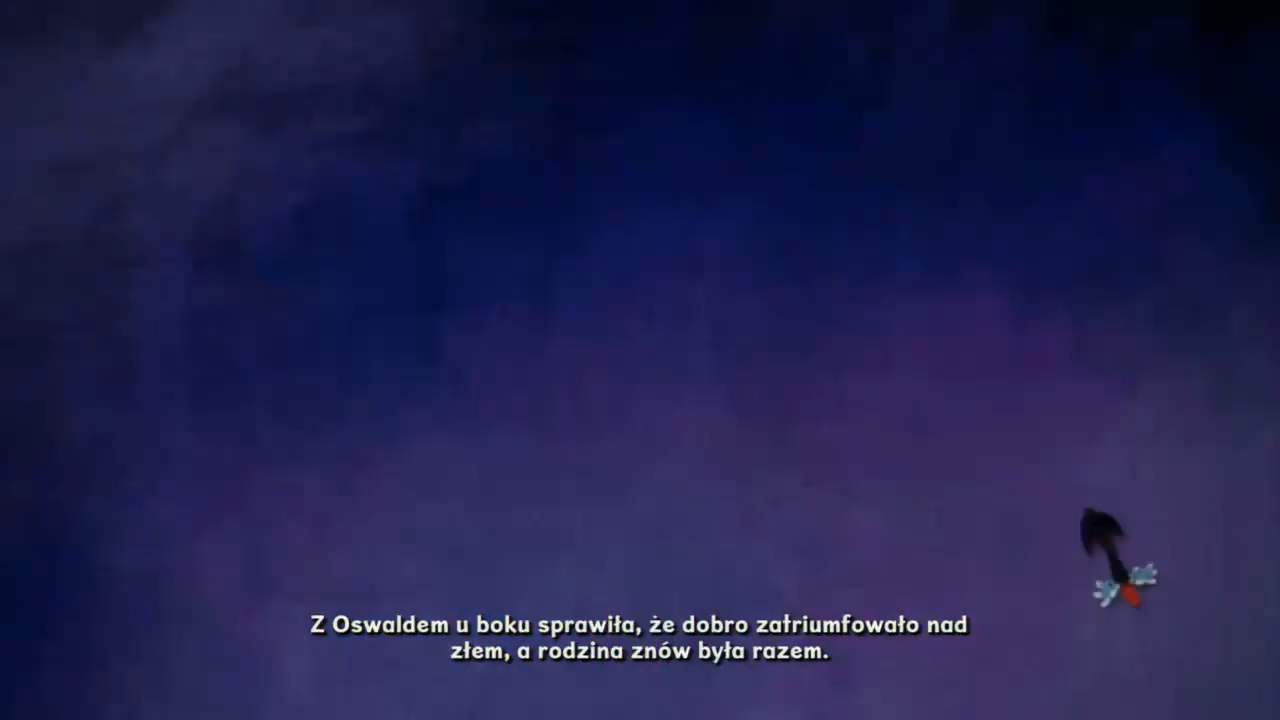 Z Oswaldem u boku sprawiła, że dobro zatriumfowało nad
złem, a rodzina znów była razem.